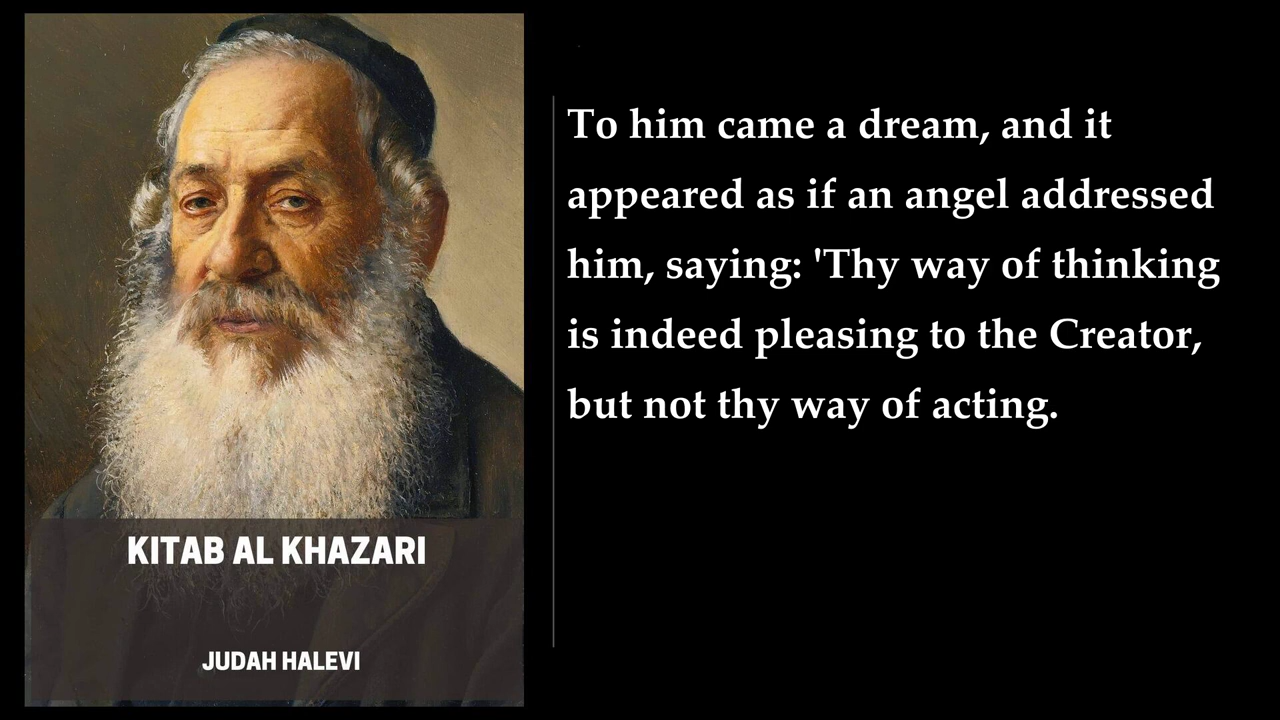 To him came a dream, and it
appeared as if an angel addressed
him, saying: 'Thy way of thinking
is indeed pleasing to the Creator,
but not thy way of acting.
KITAB AL KHAZARI
JUDAH HALEVI